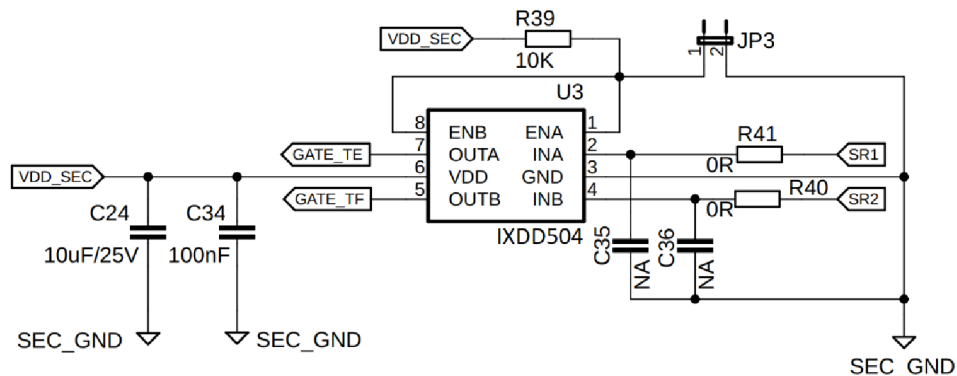 R39
VDD_SEC
10K
JP3
1
2
U3
8
ENB
ENA
1
GATE_TE
7
OUTA
INA
2
R41
0R
SR1
VDD_SEC
6
VDD
GND
3
GATE_TF
5
OUTB
INB
4
R40
0R
SR2
IXDD504
C24
10uF/25V
C34
100nF
C35
NA
C36
NA
SEC_GND
SEC_GND
SEC GND